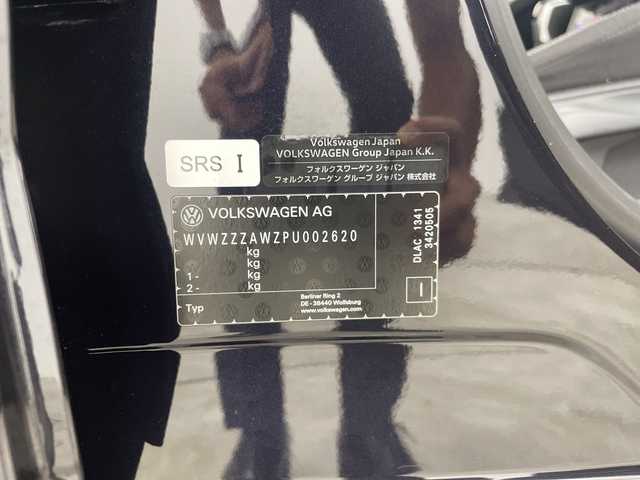 SRS I
Volkswagen Japan
VOLKSWAGEN Group Japan K.K.
フォルクスワーゲン ジャパン
フォルクスワーゲン グループ ジャパン 株式会社
VOLKSWAGEN AG
WVWZZZAWZPU002620
kg
kg
1 - kg
2 - kg
Typ
Berliner Ring 2
DE - 38440 Wolfsburg
www.volkswagen.com
DLAC 1341
3420505
I